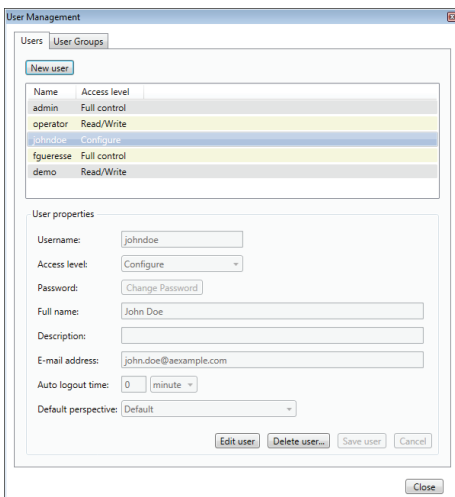 User Management
Users User Groups
New user
Name Access level
admin Full control
operator Read/Write
johndoe Configure
fgueresse Full control
demo Read/Write
User properties
Username: johndoe
Access level: Configure
Password: Change Password
Full name: John Doe
Description:
E-mail address: john.doe@aexample.com
Auto logout time: 0 minute
Default perspective: Default
Edit user Delete user... Save user Cancel
Close